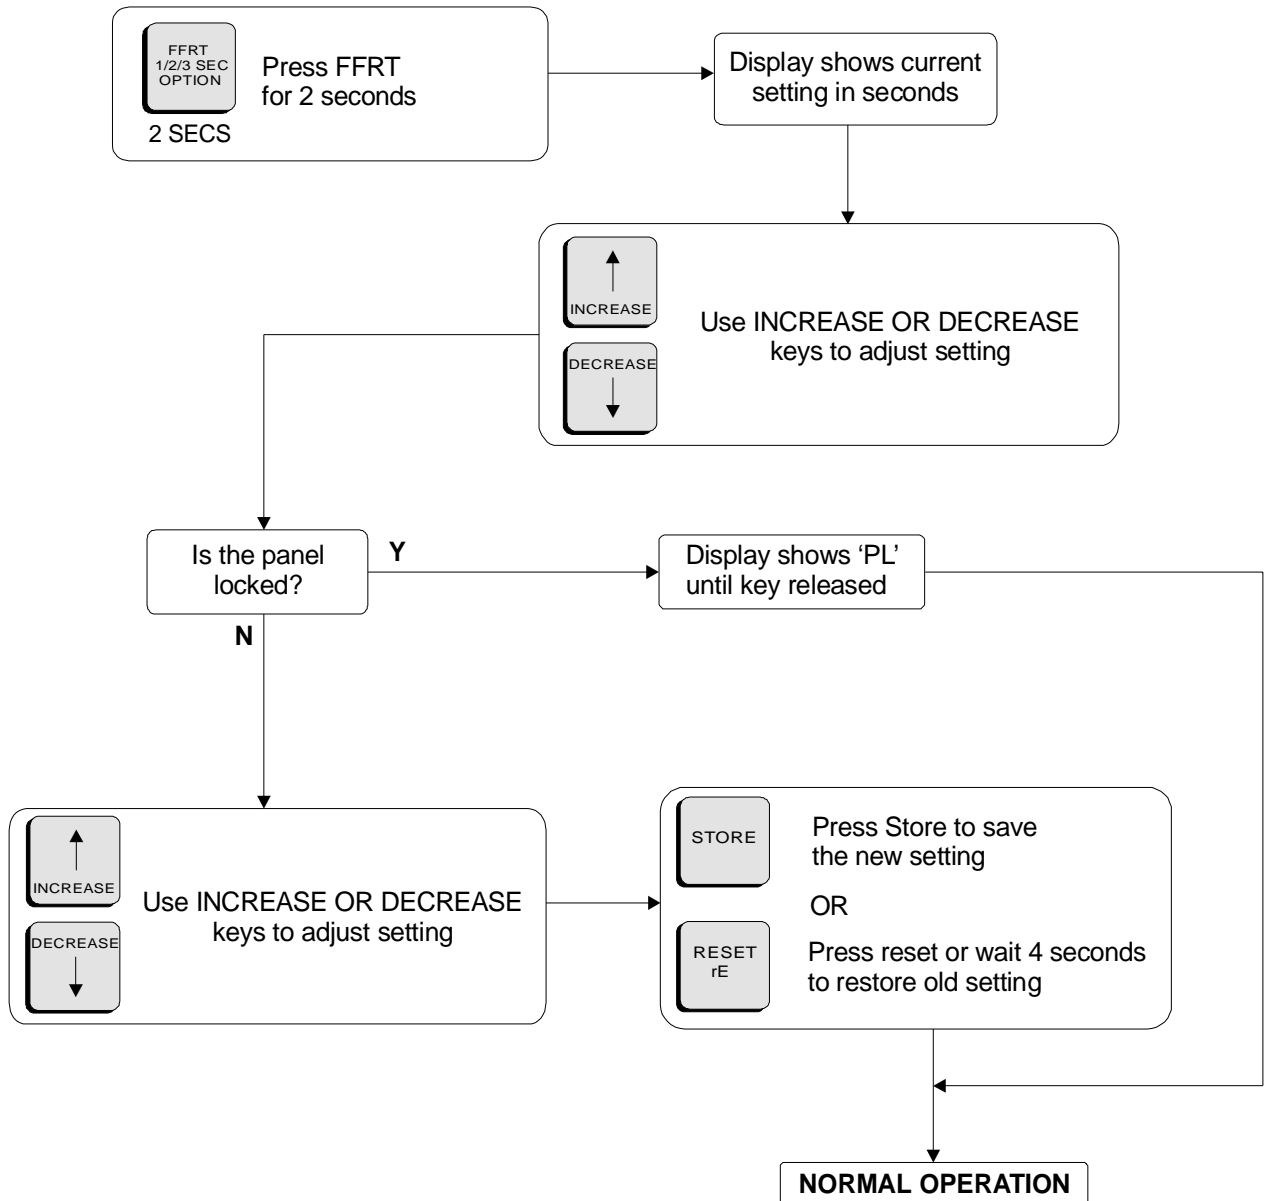 FFRT
1/2/3 SEC
OPTION
2 SECS
Press FFRT
for 2 seconds
Display shows current
setting in seconds
INCREASE
DECREASE
Use INCREASE OR DECREASE
keys to adjust setting
Is the panel
locked?
Y
N
Display shows ‘PL’
until key released
INCREASE
DECREASE
Use INCREASE OR DECREASE
keys to adjust setting
STORE
Press Store to save
the new setting
OR
RESET
rE
Press reset or wait 4 seconds
to restore old setting
NORMAL OPERATION